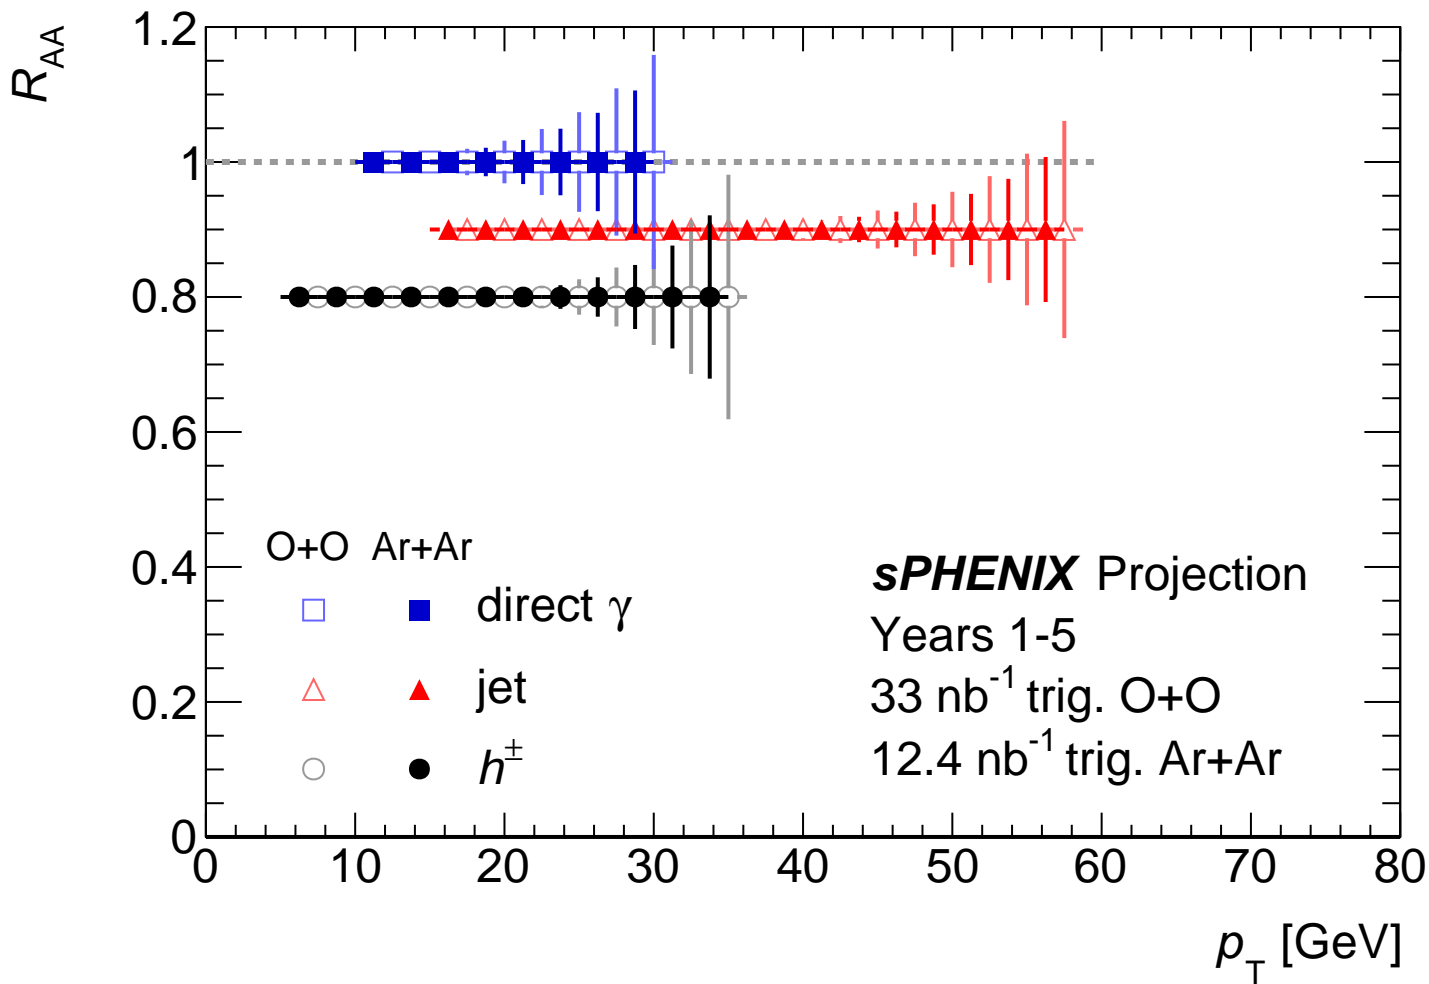 R_AA
1.2
1
0.8
0.6
0.4
0.2
0
O+O Ar+Ar
direct γ
jet
h^±
sPHENIX Projection
Years 1-5
33 nb^-1 trig. O+O
12.4 nb^-1 trig. Ar+Ar
0 10 20 30 40 50 60 70 80
p_T [GeV]